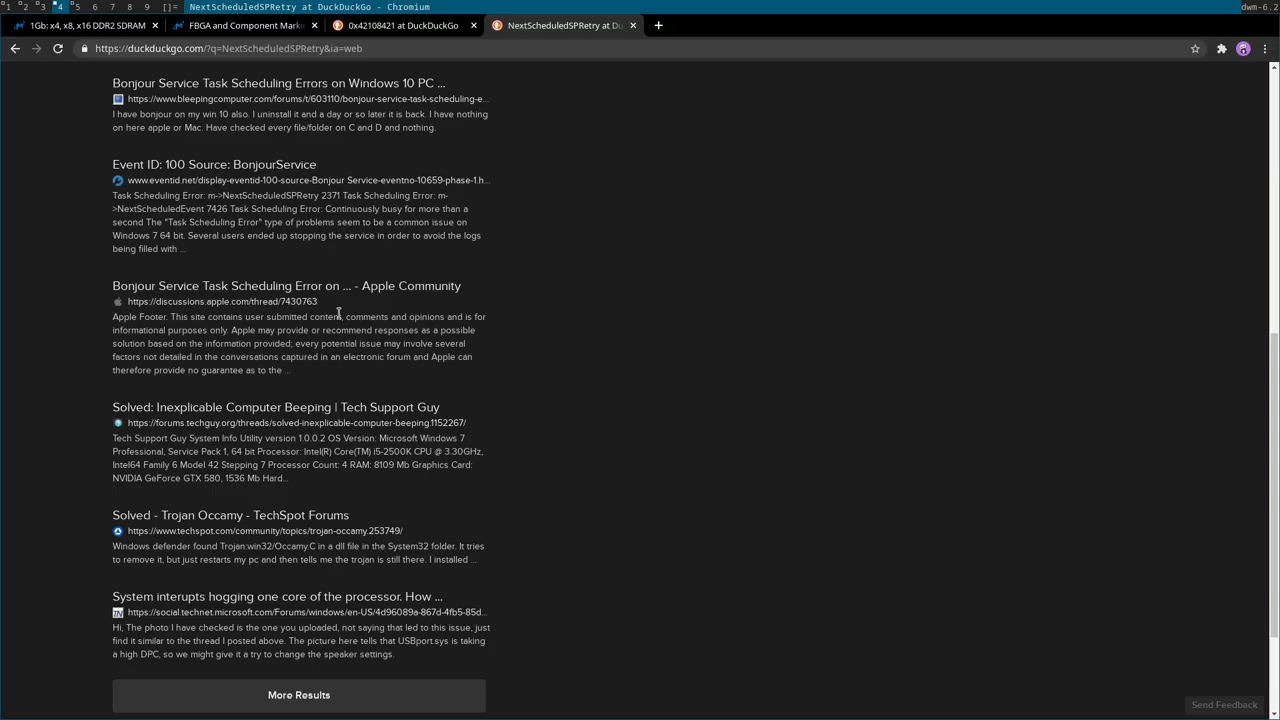 1 2 3 4 5 6 7 8 9 []= NextScheduledSPRetry at DuckDuckGo - Chromium dwm-6.2
1Gb: x4, x8, x16 DDR2 SDRAM FBGA and Component Marki 0x42108421 at DuckDuckGo NextScheduledSPRetry at Du
https://duckduckgo.com/?q=NextScheduledSPRetry&ia=web
Bonjour Service Task Scheduling Errors on Windows 10 PC ...
https://www.bleepingcomputer.com/forums/t/603110/bonjour-service-task-scheduling-e...
I have bonjour on my win 10 also. I uninstall it and a day or so later it is back. I have nothing
on here apple or Mac. Have checked every file/folder on C and D and nothing.
Event ID: 100 Source: BonjourService
www.eventid.net/display-eventid-100-source-Bonjour Service-eventno-10659-phase-1.h...
Task Scheduling Error: m->NextScheduledSPRetry 2371 Task Scheduling Error: m-
>NextScheduledEvent 7426 Task Scheduling Error: Continuously busy for more than a
second The "Task Scheduling Error" type of problems seem to be a common issue on
Windows 7 64 bit. Several users ended up stopping the service in order to avoid the logs
being filled with ...
Bonjour Service Task Scheduling Error on ... - Apple Community
https://discussions.apple.com/thread/7430763
Apple Footer. This site contains user submitted content, comments and opinions and is for
informational purposes only. Apple may provide or recommend responses as a possible
solution based on the information provided; every potential issue may involve several
factors not detailed in the conversations captured in an electronic forum and Apple can
therefore provide no guarantee as to the ...
Solved: Inexplicable Computer Beeping | Tech Support Guy
https://forums.techguy.org/threads/solved-inexplicable-computer-beeping.1152267/
Tech Support Guy System Info Utility version 1.0.0.2 OS Version: Microsoft Windows 7
Professional, Service Pack 1, 64 bit Processor: Intel(R) Core(TM) i5-2500K CPU @ 3.30GHz,
Intel64 Family 6 Model 42 Stepping 7 Processor Count: 4 RAM: 8109 Mb Graphics Card:
NVIDIA GeForce GTX 580, 1536 Mb Hard...
Solved - Trojan Occamy - TechSpot Forums
https://www.techspot.com/community/topics/trojan-occamy.253749/
Windows defender found Trojan:win32/Occamy.C in a dll file in the System32 folder. It tries
to remove it, but just restarts my pc and then tells me the trojan is still there. I installed ...
System interupts hogging one core of the processor. How ...
https://social.technet.microsoft.com/Forums/windows/en-US/4d96089a-867d-4fb5-85d...
Hi, The photo I have checked is the one you uploaded, not saying that led to this issue, just
find it similar to the thread I posted above. The picture here tells that USBport.sys is taking
a high DPC, so we might give it a try to change the speaker settings.
More Results
Send Feedback